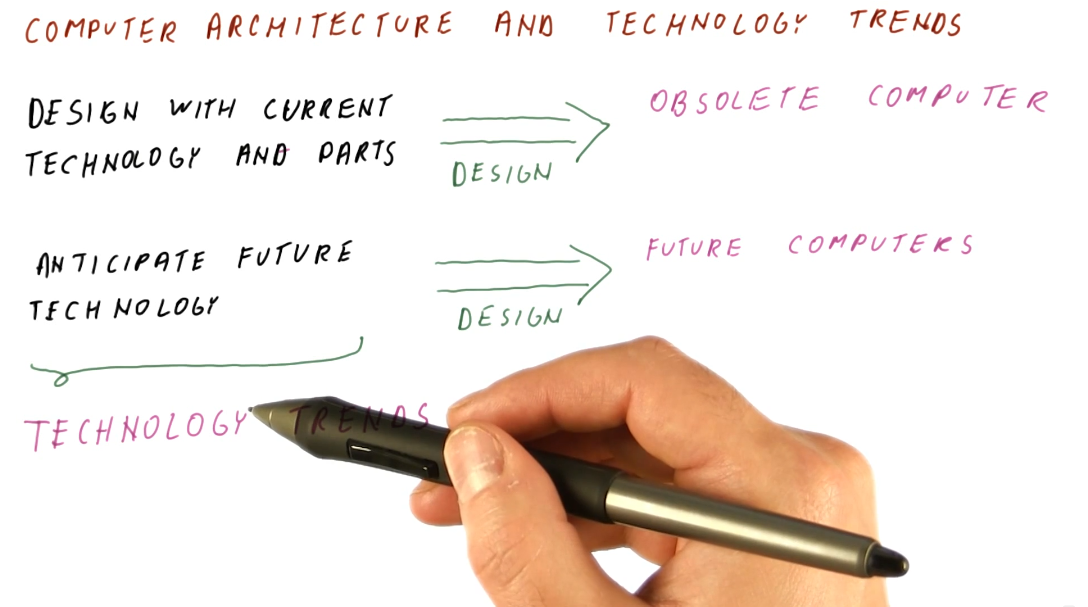 COMPUTER ARCHITECTURE AND TECHNOLOGY TRENDS
DESIGN WITH CURRENT
TECHNOLOGY AND PARTS
DESIGN
OBSOLETE COMPUTER
ANTICIPATE FUTURE
TECHNOLOGY
DESIGN
FUTURE COMPUTERS
TECHNOLOGY TRENDS